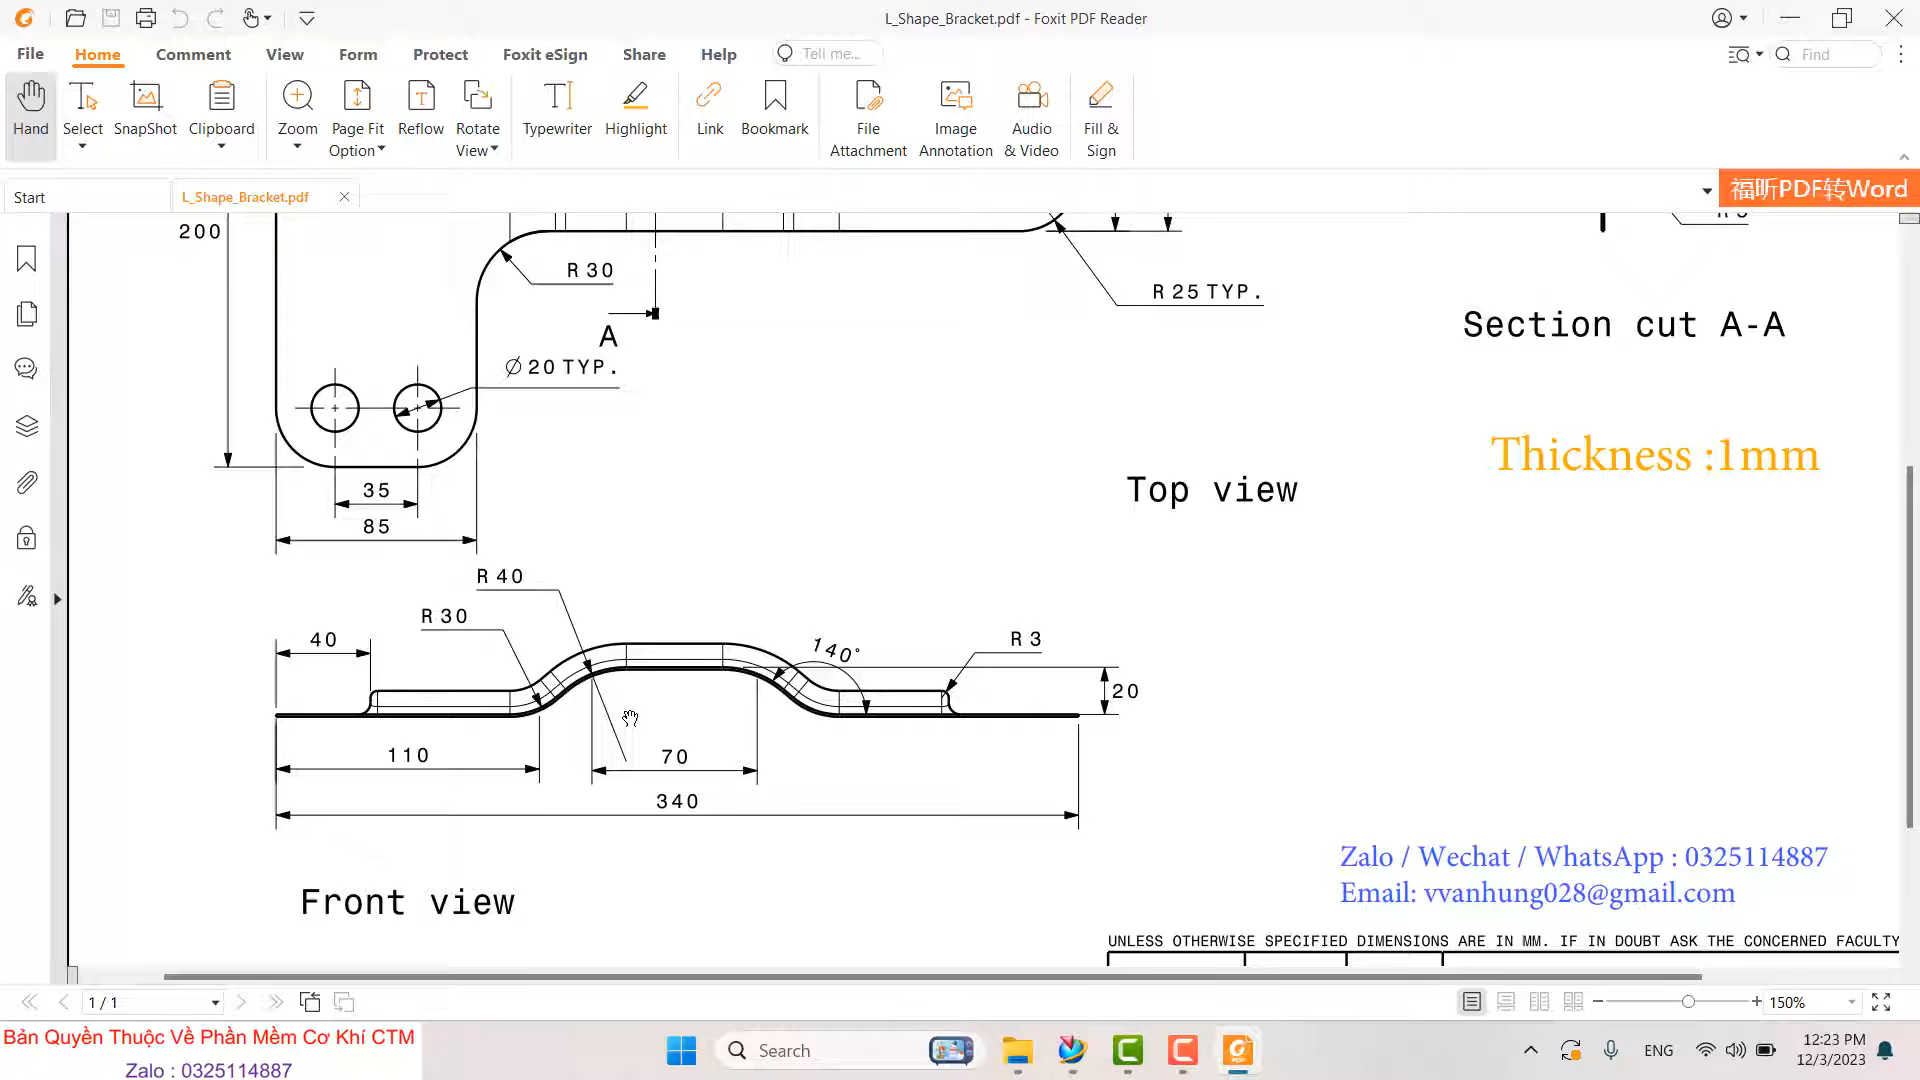 L_Shape_Bracket.pdf - Foxit PDF Reader
File Home Comment View Form Protect Foxit eSign Share Help Tell me... Find
Hand Select SnapShot Clipboard Zoom Page Fit Option Reflow Rotate View Typewriter Highlight Link Bookmark File Attachment Image Annotation Audio & Video Fill & Sign
Start L_Shape_Bracket.pdf 福昕PDF转Word
200
R 30
R 25 TYP.
A
Section cut A-A
Ø 20 TYP.
Thickness :1mm
35
Top view
85
R 40
R 30
40
140°
R 3
20
110
70
340
Zalo / Wechat / WhatsApp : 0325114887
Email: vvanhung028@gmail.com
Front view
UNLESS OTHERWISE SPECIFIED DIMENSIONS ARE IN MM. IF IN DOUBT ASK THE CONCERNED FACULTY
1 / 1 150%
Bản Quyền Thuộc Về Phần Mềm Cơ Khí CTM
Zalo : 0325114887
Search ENG 12:23 PM
12/3/2023